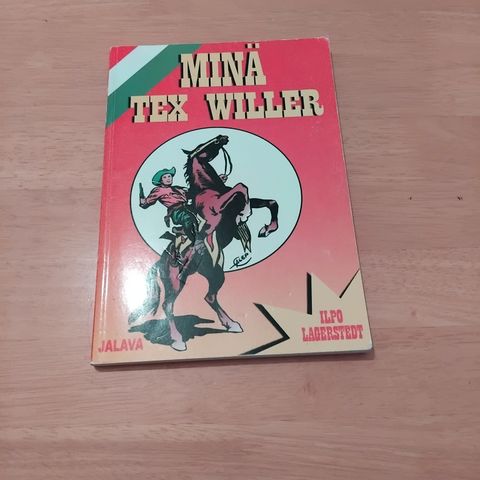 MINÄ
TEX WILLER
ILPO
LAGERSTEDT
JALAVA